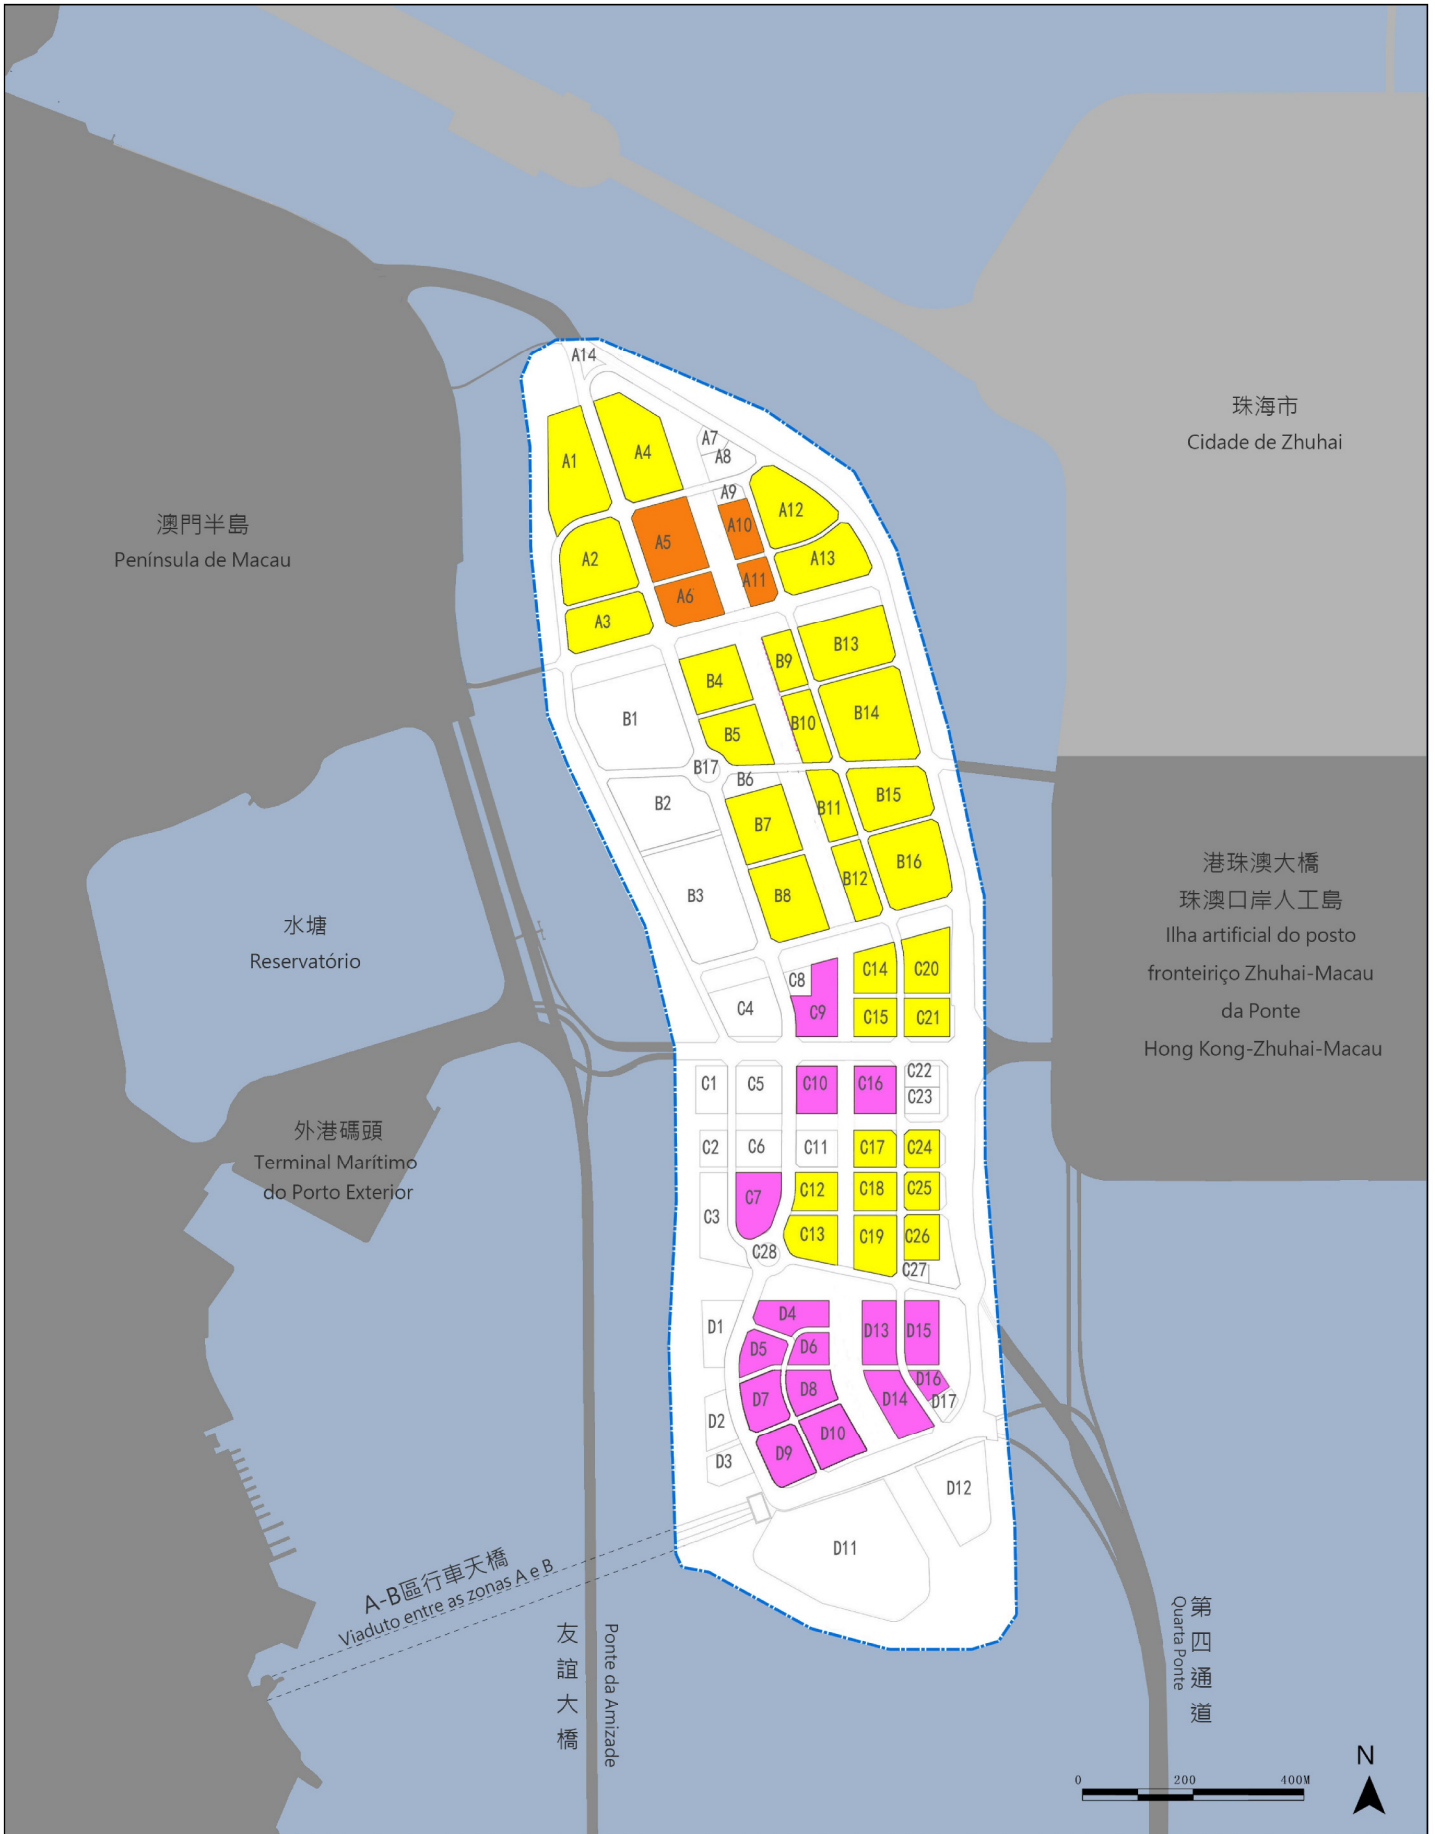 A14
珠海市
Cidade de Zhuhai
A7
A4
A8
A1
A9
A12
澳門半島
Península de Macau
A10
A5
A2
A13
A11
A6
A3
B13
B9
B4
B1
B14
B10
B5
B17
B6
B15
B2
B11
B7
港珠澳大橋
珠澳口岸人工島
Ilha artificial do posto
fronteiriço Zhuhai-Macau
da Ponte
Hong Kong-Zhuhai-Macau
B16
B12
B3
B8
水塘
Reservatório
C14
C20
C8
C4
C9
C15
C21
C1
C5
C10
C16
C22
C23
外港碼頭
Terminal Marítimo
do Porto Exterior
C2
C6
C11
C17
C24
C7
C12
C18
C25
C3
C13
C19
C26
C28
C27
D4
D1
D13
D15
D5
D6
D16
D7
D8
D14
D17
D2
D10
D9
D3
D12
D11
A-B區行車天橋
Viaduto entre as zonas A e B
友誼大橋
Ponte da Amizade
第四通道
Quarta Ponte
N
0 200 400M